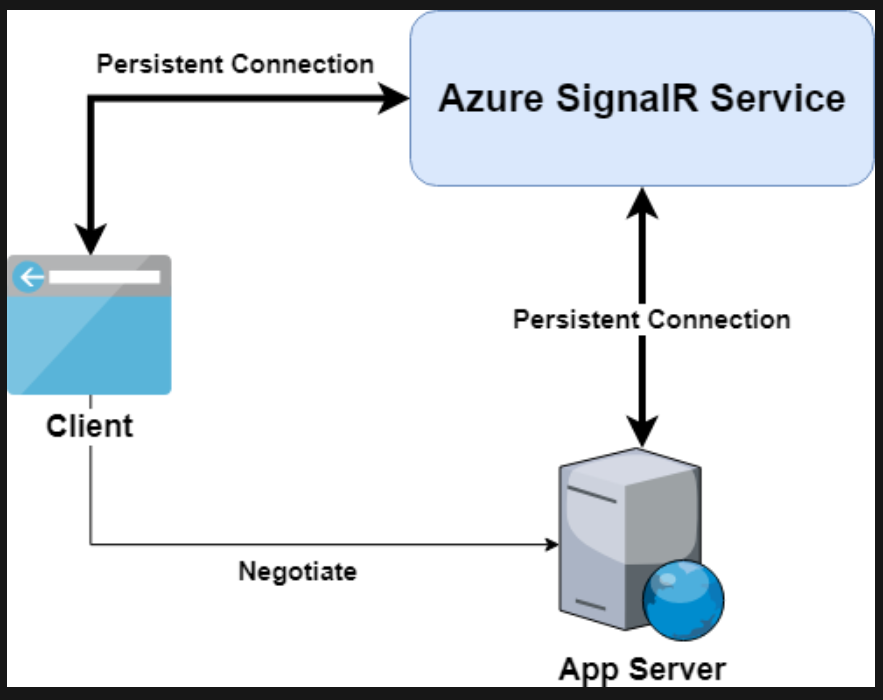 Persistent Connection
Azure SignalR Service
Persistent Connection
Client
Negotiate
App Server